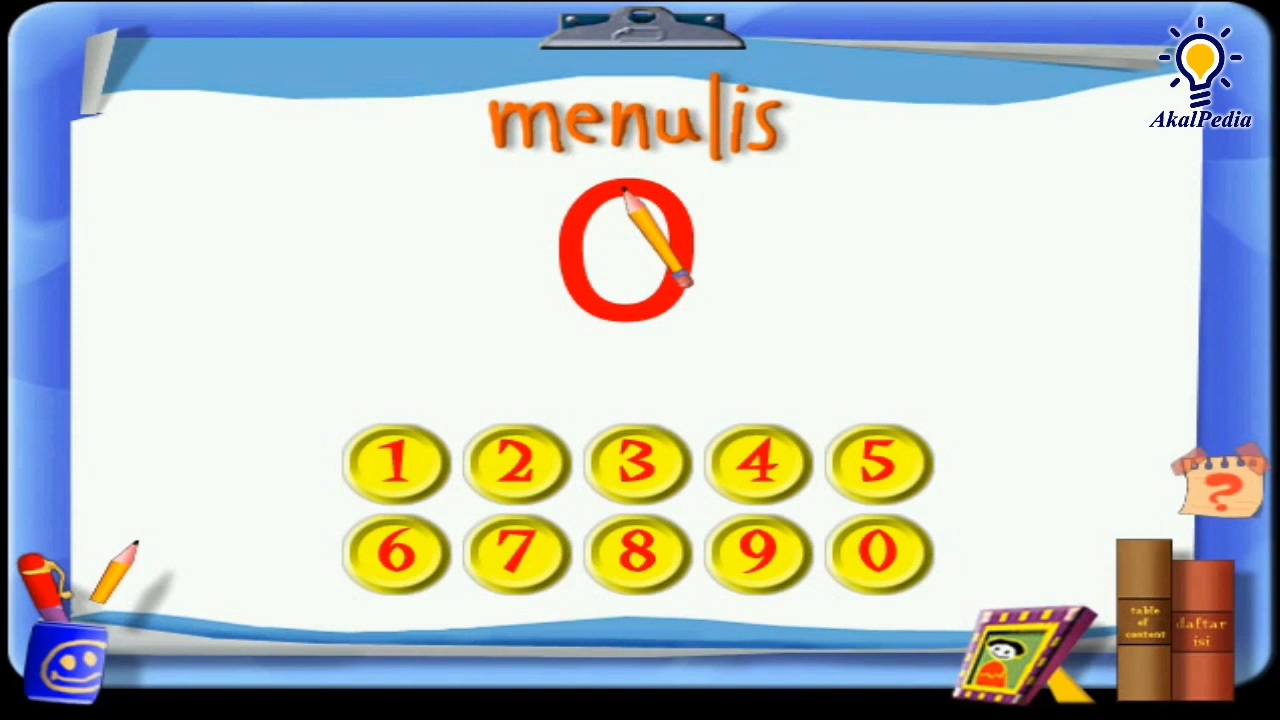 AkalPedia
menulis
0
1 2 3 4 5
6 7 8 9 0
?
table
of
content
daftar
isi